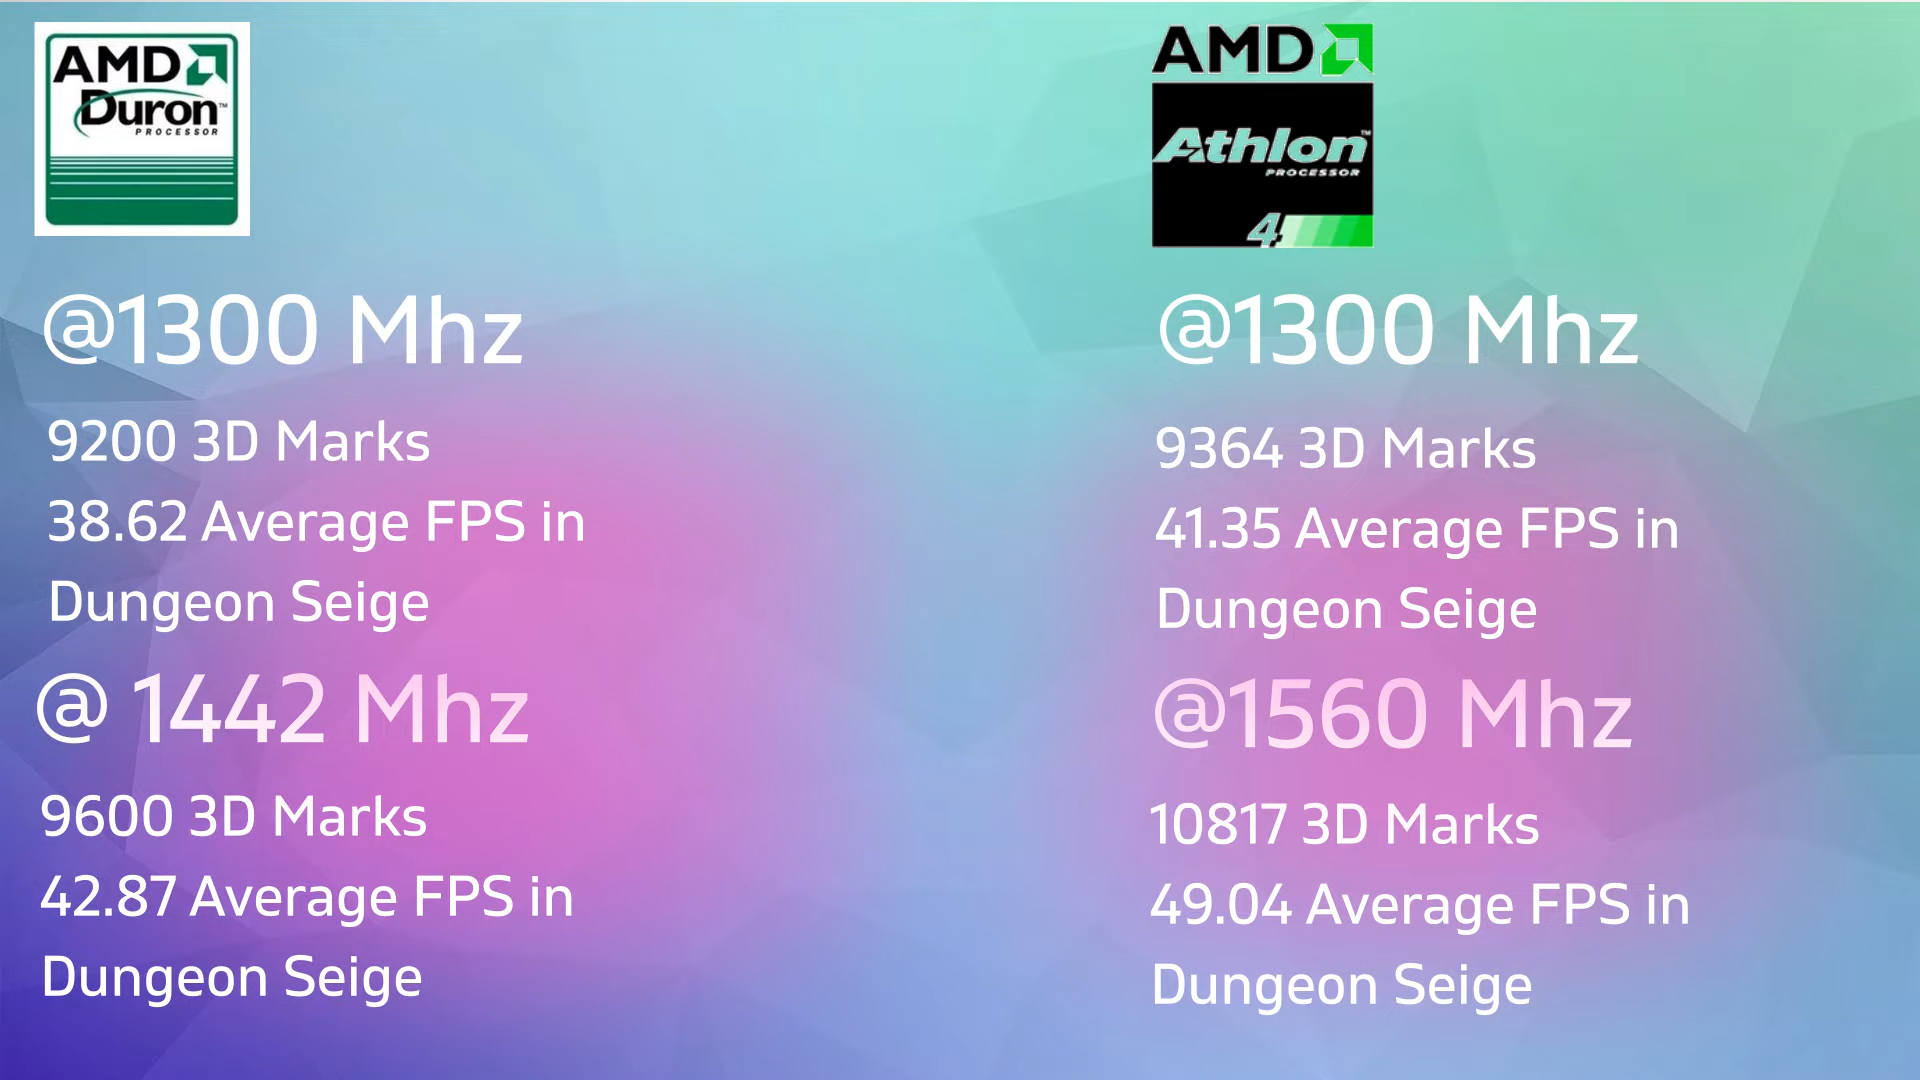 AMD
Duron™
PROCESSOR
@1300 Mhz
9200 3D Marks
38.62 Average FPS in
Dungeon Seige
@ 1442 Mhz
9600 3D Marks
42.87 Average FPS in
Dungeon Seige
AMD
Athlon™
PROCESSOR
4
@1300 Mhz
9364 3D Marks
41.35 Average FPS in
Dungeon Seige
@1560 Mhz
10817 3D Marks
49.04 Average FPS in
Dungeon Seige